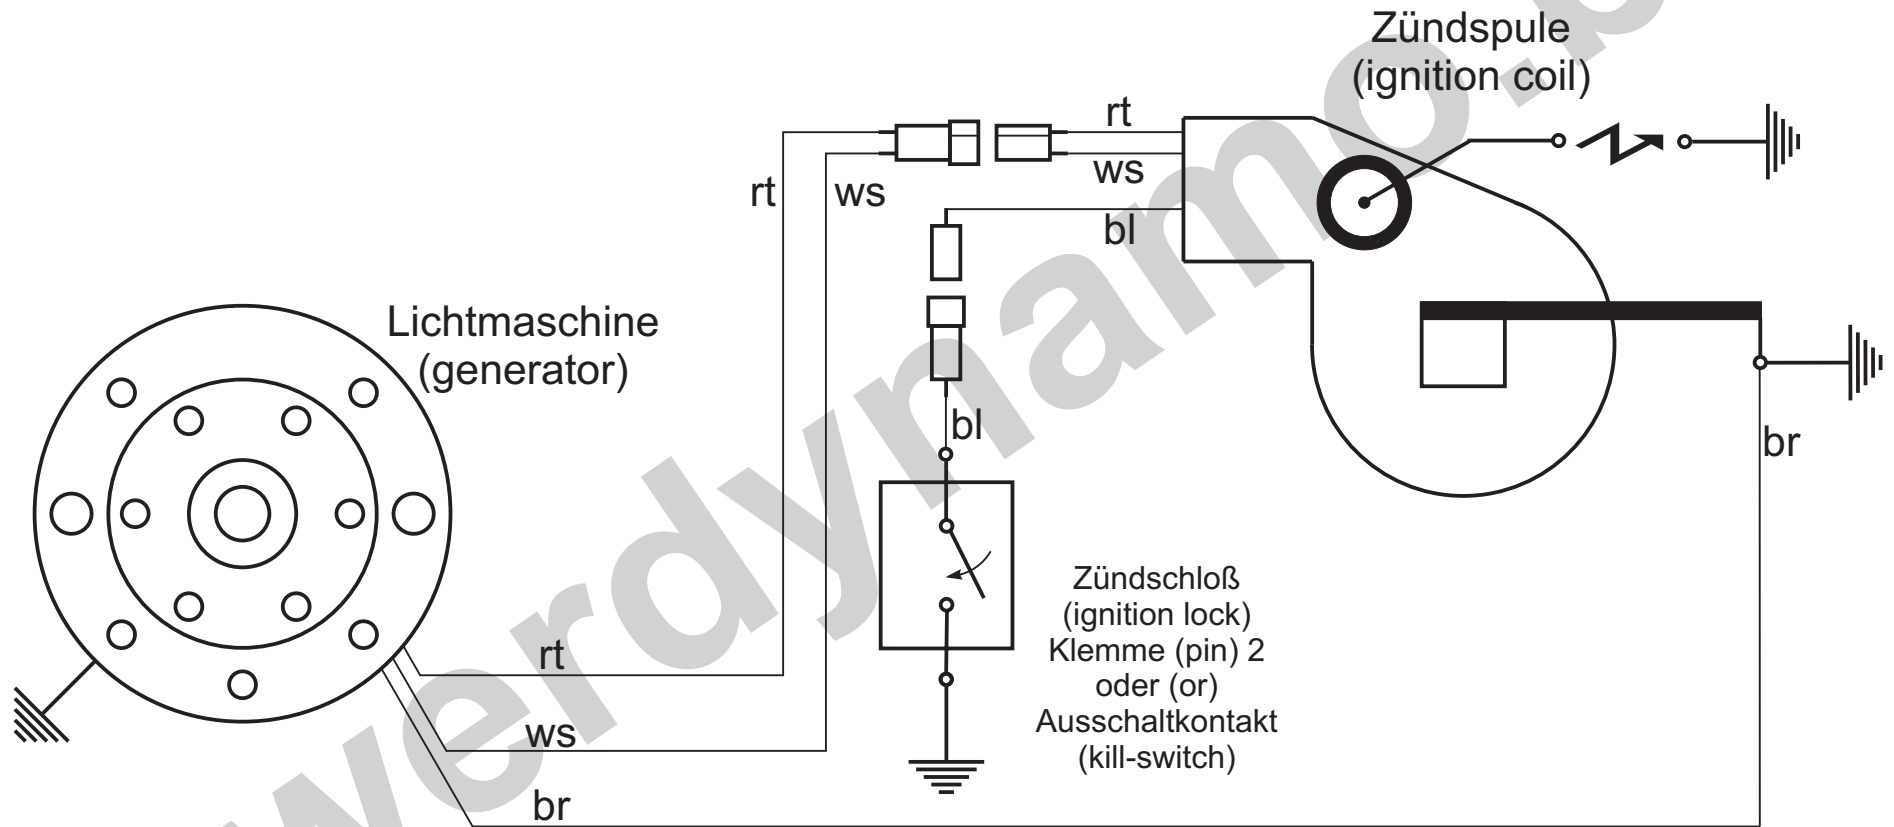 Zündspule
(ignition coil)
rt
ws
rt
ws
bl
Lichtmaschine
(generator)
bl
br
Zündschloß
(ignition lock)
Klemme (pin) 2
oder (or)
Ausschaltkontakt
(kill-switch)
rt
ws
br
werdynamo.b